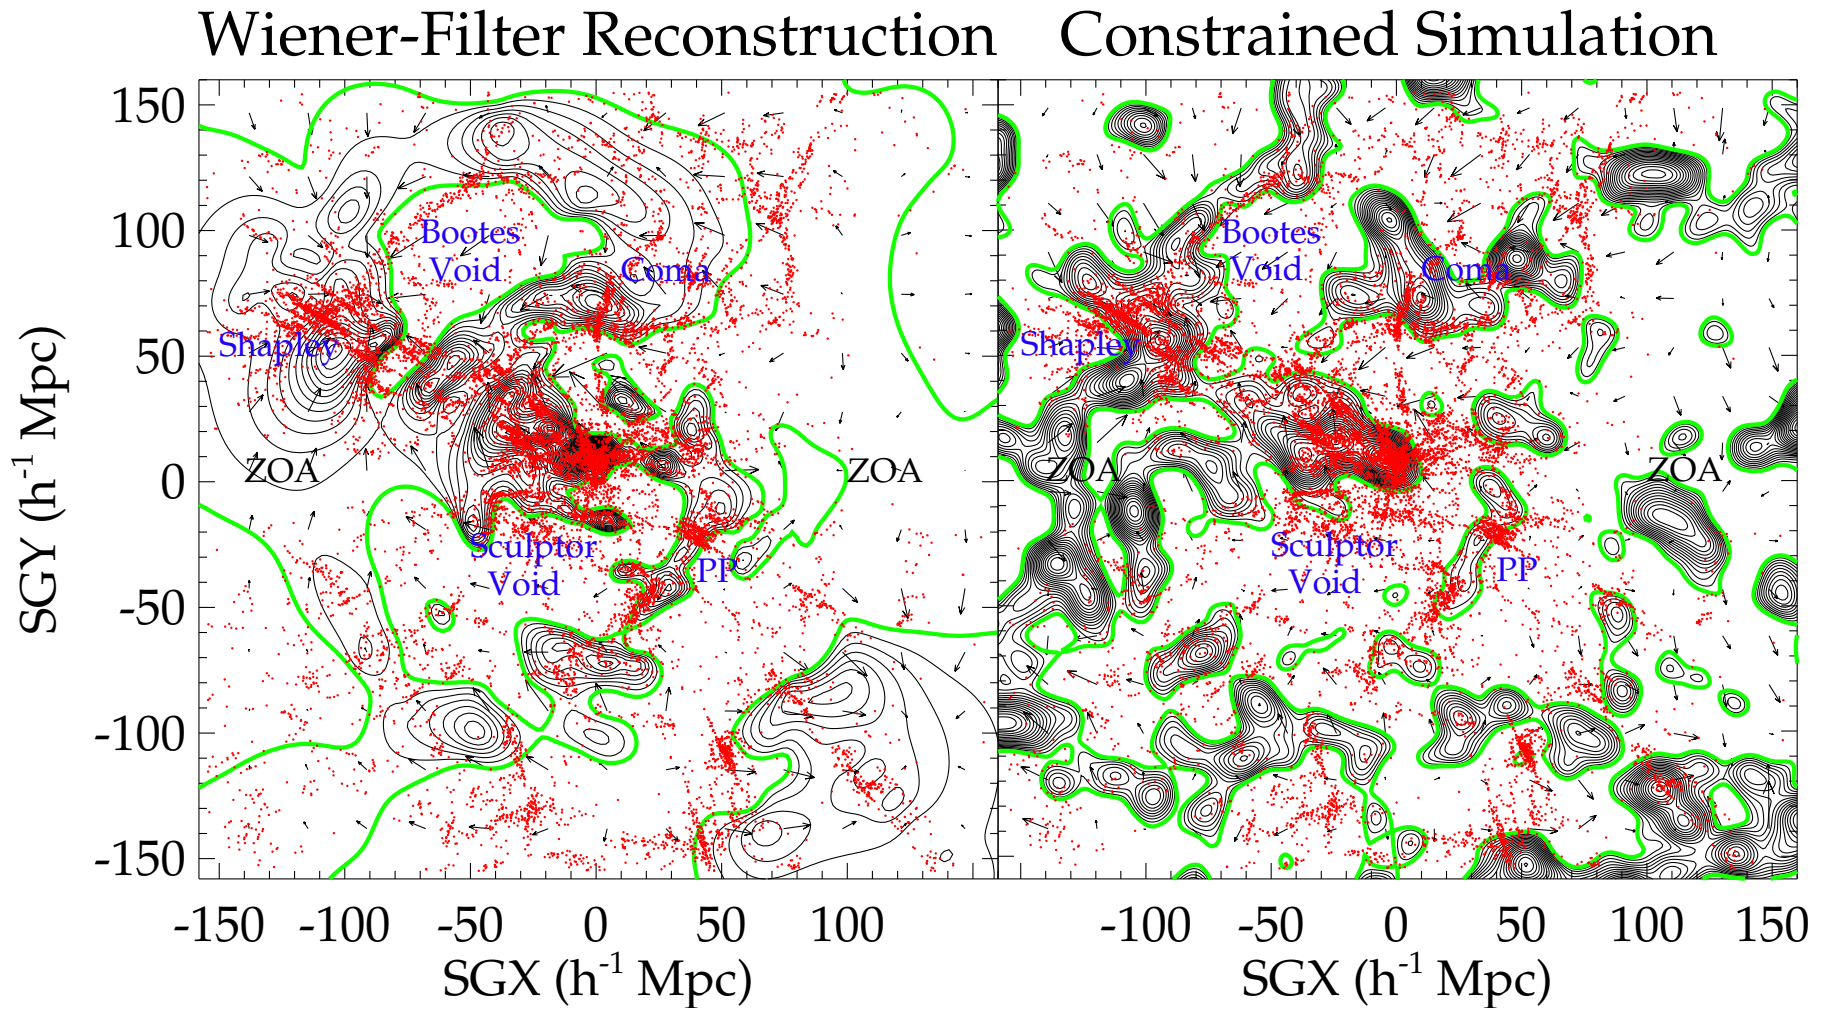 Wiener-Filter Reconstruction
Constrained Simulation
SGY (h-1 Mpc)
150
100
50
0
-50
-100
-150
Bootes
Void
Coma
Shapley
ZOA
ZOA
Sculptor
Void
PP
Bootes
Void
Coma
Shapley
ZOA
ZOA
Sculptor
Void
PP
-150 -100 -50 0 50 100
-100 -50 0 50 100 150
SGX (h-1 Mpc)
SGX (h-1 Mpc)